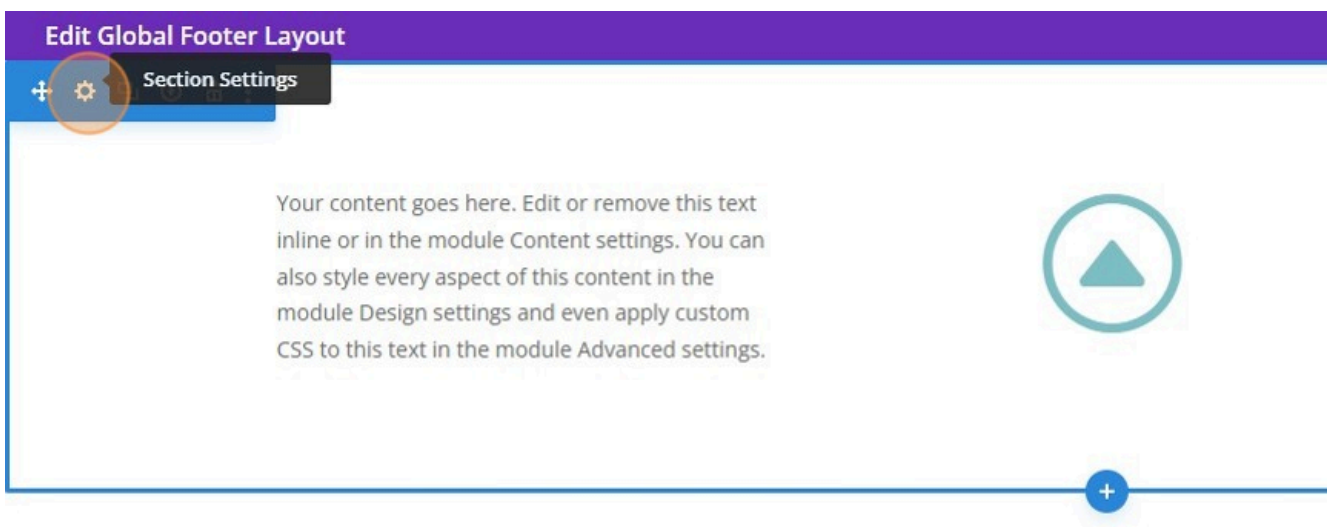 Edit Global Footer Layout
Section Settings
Your content goes here. Edit or remove this text
inline or in the module Content settings. You can
also style every aspect of this content in the
module Design settings and even apply custom
CSS to this text in the module Advanced settings.